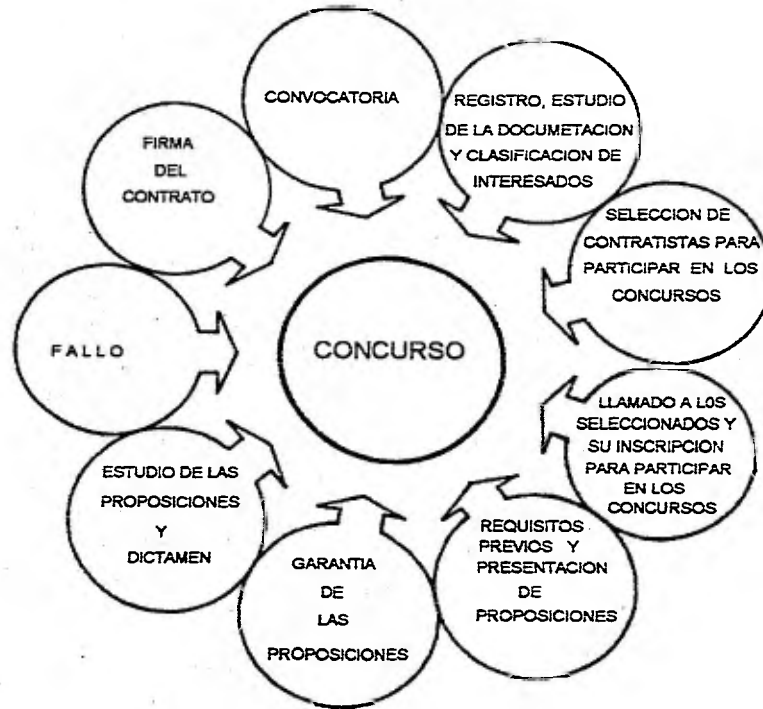 CONVOCATORIA
REGISTRO, ESTUDIO
DE LA DOCUMETACION
Y CLASIFICACION DE
INTERESADOS
SELECCION DE
CONTRATISTAS PARA
PARTICIPAR EN LOS
CONCURSOS
LLAMADO A LOS
SELECCIONADOS Y
SU INSCRIPCION
PARA PARTICIPAR
EN LOS
CONCURSOS
REQUISITOS
PREVIOS Y
PRESENTACION
DE
PROPOSICIONES
GARANTIA
DE
LAS
PROPOSICIONES
ESTUDIO DE LAS
PROPOSICIONES
Y
DICTAMEN
FALLO
FIRMA
DEL
CONTRATO
CONCURSO